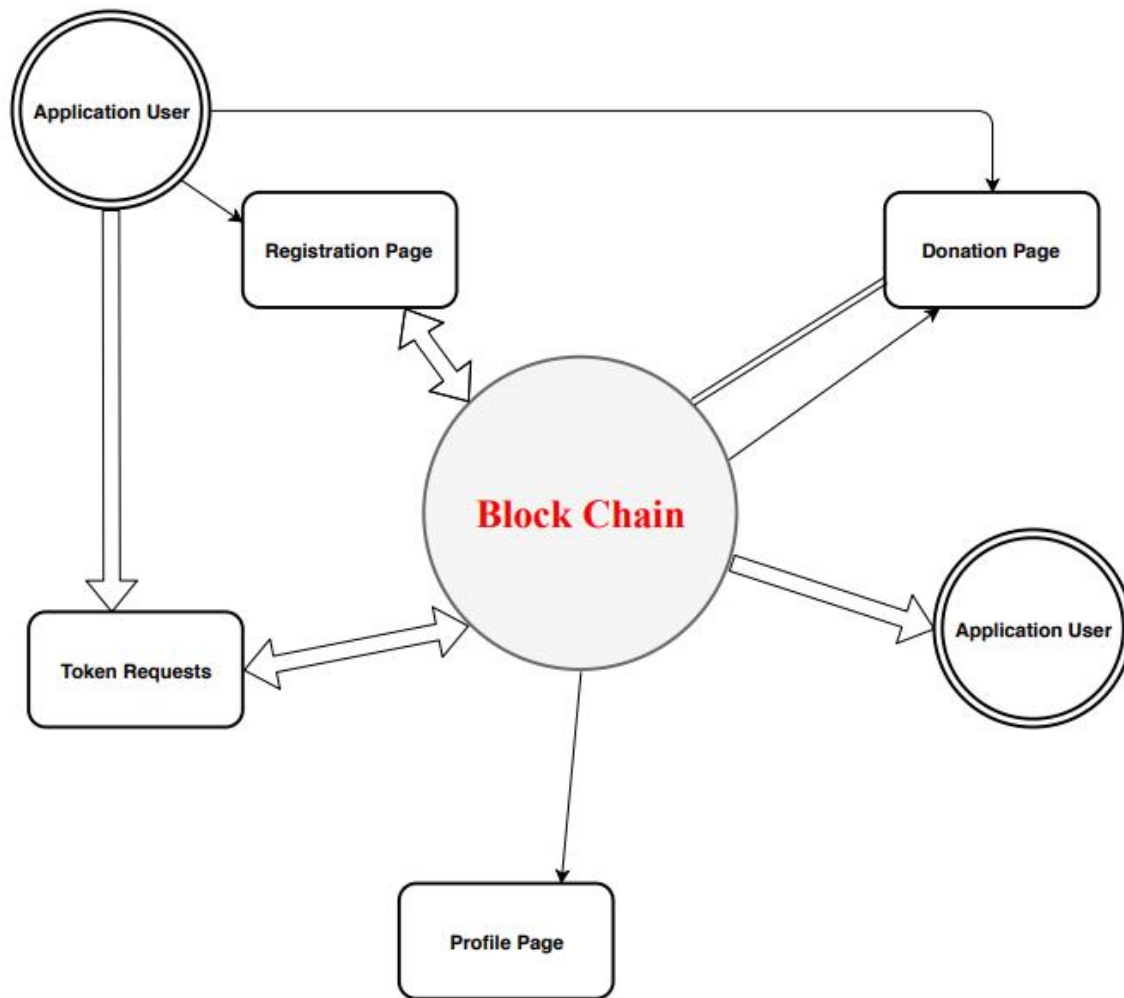 Application User
Registration Page
Donation Page
Block Chain
Application User
Token Requests
Profile Page